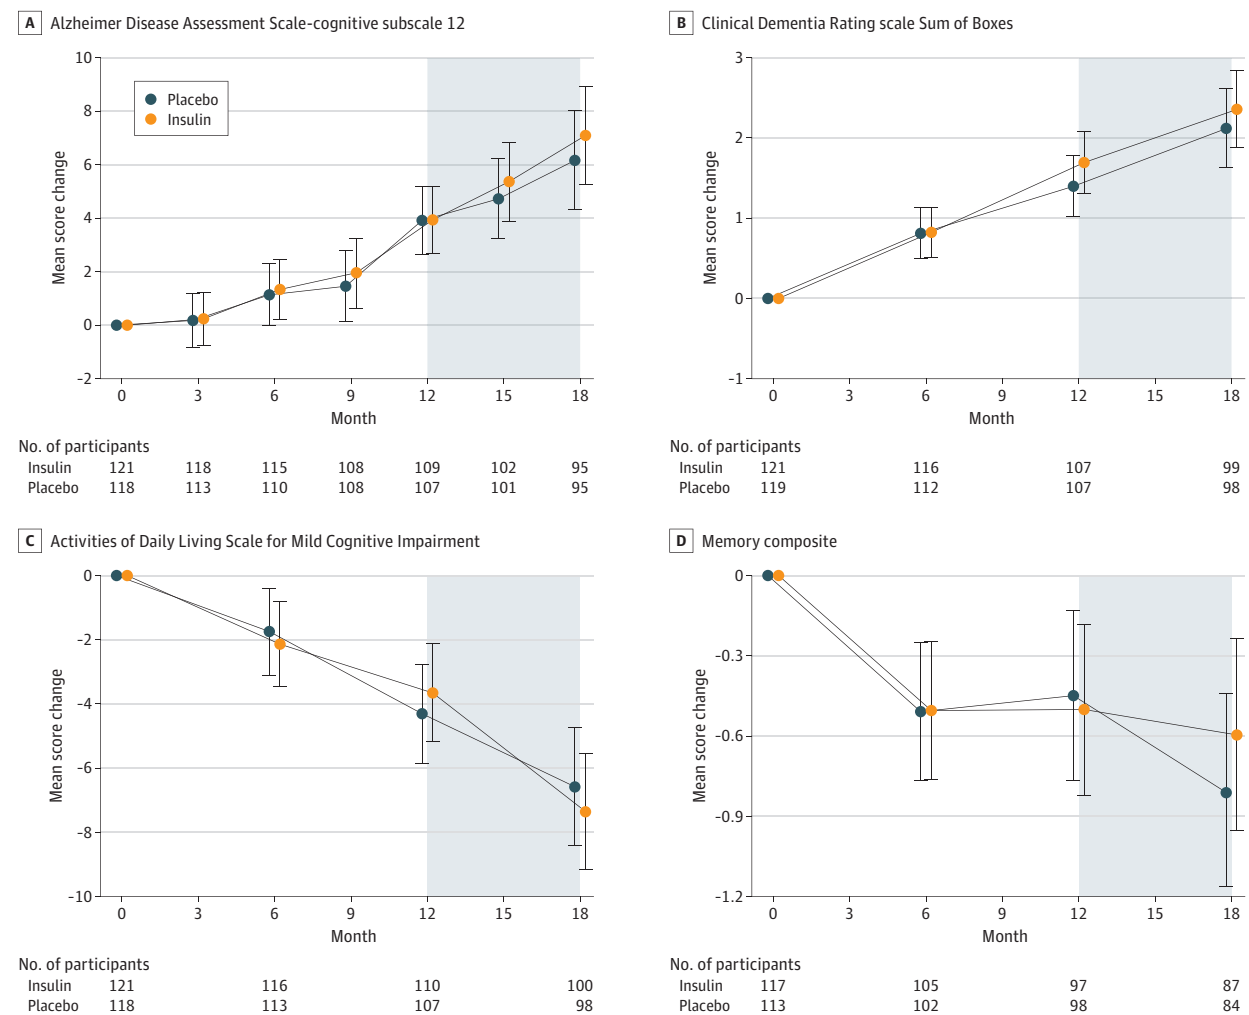 A Alzheimer Disease Assessment Scale-cognitive subscale 12
10
8
6
4
2
0
-2
Mean score change
Placebo
Insulin
0 3 6 9 12 15 18
Month
No. of participants
Insulin 121 118 115 108 109 102 95
Placebo 118 113 110 108 107 101 95
B Clinical Dementia Rating scale Sum of Boxes
3
2
1
0
-1
Mean score change
0 3 6 9 12 15 18
Month
No. of participants
Insulin 121 116 107 99
Placebo 119 112 107 98
C Activities of Daily Living Scale for Mild Cognitive Impairment
0
-2
-4
-6
-8
-10
Mean score change
0 3 6 9 12 15 18
Month
No. of participants
Insulin 121 116 110 100
Placebo 118 113 107 98
D Memory composite
0
-0.3
-0.6
-0.9
-1.2
Mean score change
0 3 6 9 12 15 18
Month
No. of participants
Insulin 117 105 97 87
Placebo 113 102 98 84